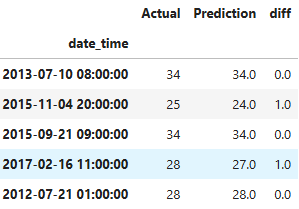 Actual Prediction diff
date_time
2013-07-10 08:00:00 34 34.0 0.0
2015-11-04 20:00:00 25 24.0 1.0
2015-09-21 09:00:00 34 34.0 0.0
2017-02-16 11:00:00 28 27.0 1.0
2012-07-21 01:00:00 28 28.0 0.0